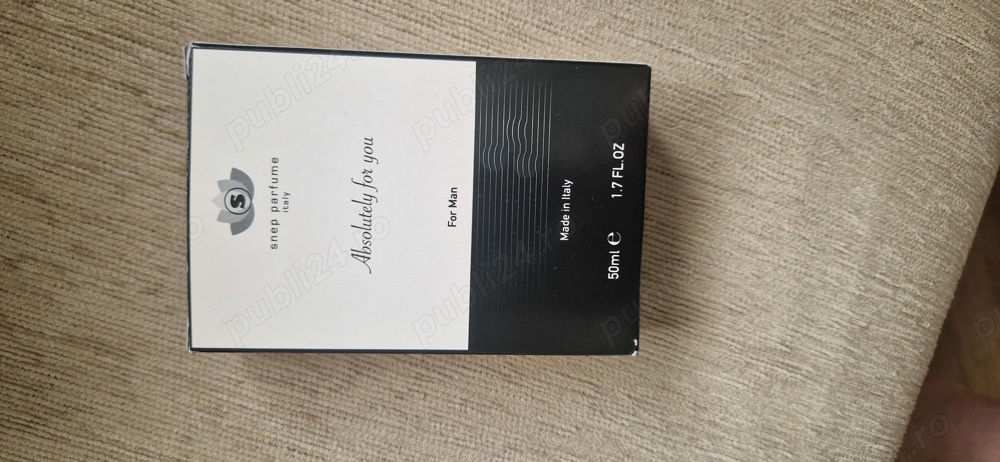 S
snep parfume
italy
Absolutely for you
For Man
Made in Italy
50ml ℮ 1.7 FL.OZ
publi24.ro